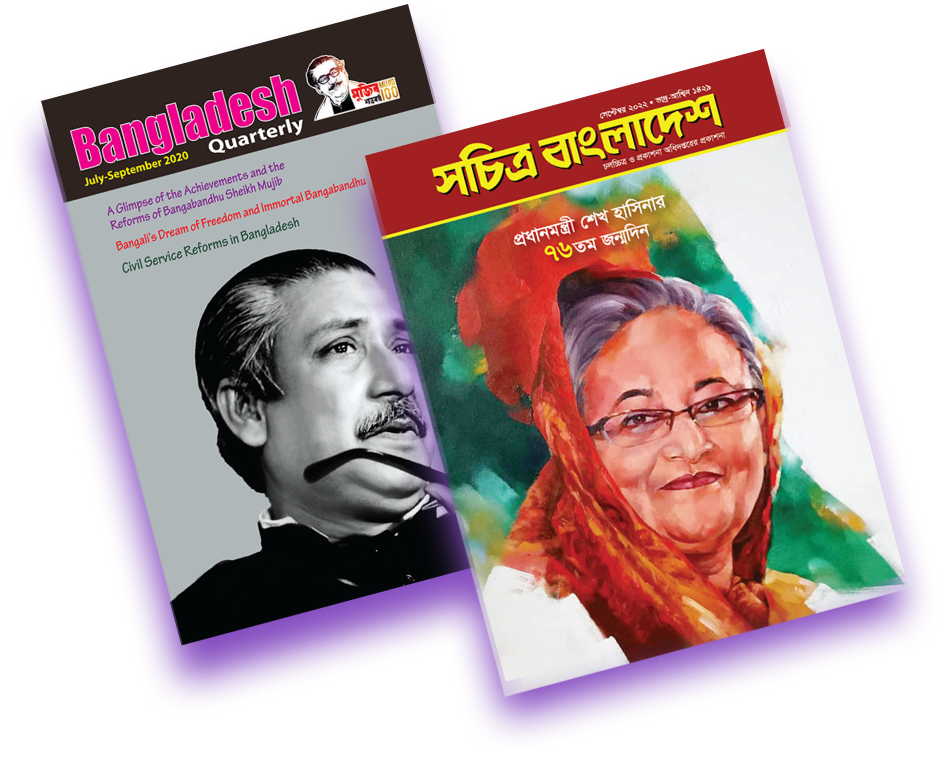 Bangladesh
Quarterly
July-September 2020
মুজিব
শতবর্ষ
MUJIB
100
A Glimpse of the Achievements and the
Reforms of Bangabandhu Sheikh Mujib
Bangali's Dream of Freedom and Immortal Bangabandhu
Civil Service Reforms in Bangladesh
সেপ্টেম্বর ২০২২ • ভাদ্র-আশ্বিন ১৪২৯
সচিত্র বাংলাদেশ
চলচ্চিত্র ও প্রকাশনা অধিদপ্তরের প্রকাশনা
প্রধানমন্ত্রী শেখ হাসিনার
৭৬তম জন্মদিন